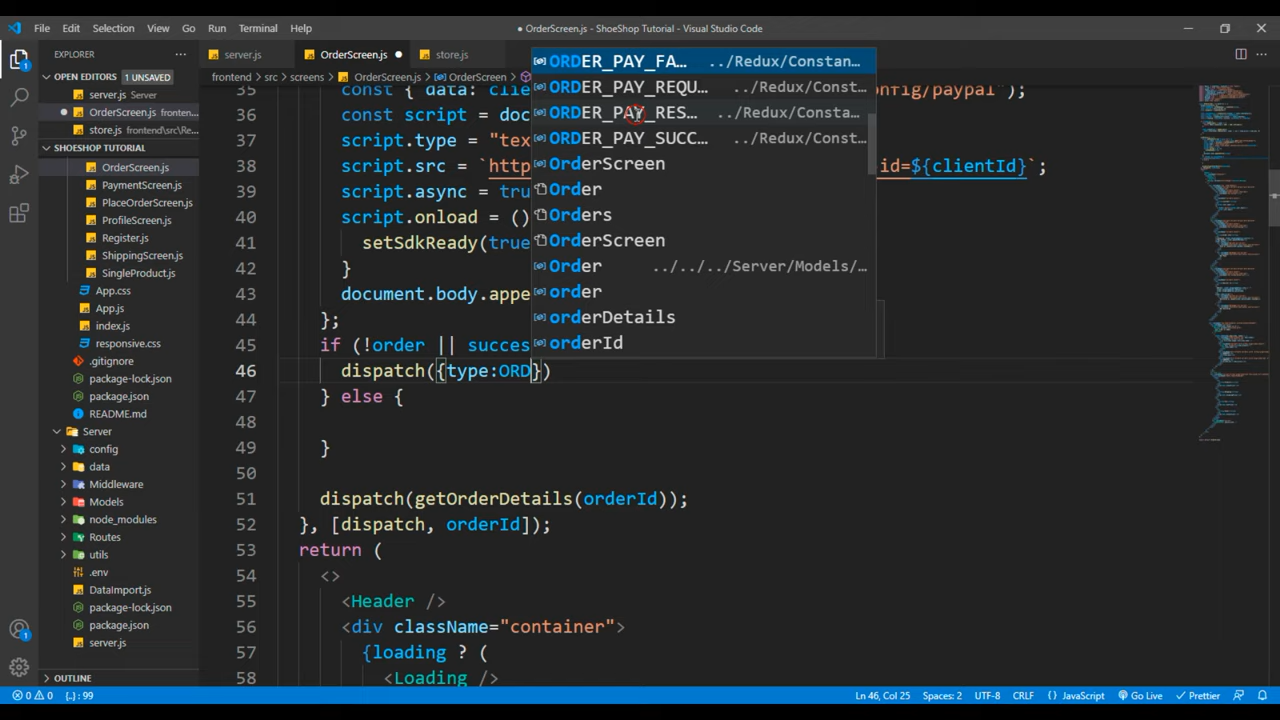 File Edit Selection View Go Run Terminal Help
● OrderScreen.js - ShoeShop Tutorial - Visual Studio Code
EXPLORER ...
server.js
OrderScreen.js ●
store.js
OPEN EDITORS 1 UNSAVED
server.js Server
● OrderScreen.js frontend\src...
store.js frontend\src\Re...
SHOESHOP TUTORIAL
OrderScreen.js
PaymentScreen.js
PlaceOrderScreen.js
ProfileScreen.js
Register.js
ShippingScreen.js
SingleProduct.js
App.css
App.js
index.js
responsive.css
.gitignore
package-lock.json
package.json
README.md
Server
config
data
Middleware
Models
node_modules
Routes
utils
.env
DataImport.js
package-lock.json
package.json
server.js
OUTLINE
frontend > src > screens > OrderScreen.js > OrderScreen >
35 const { data: clie onfig/paypal");
36 const script = doc
37 script.type = "tex
38 script.src = `http id=${clientId}`;
39 script.async = tru
40 script.onload = ()
41 setSdkReady(true
42 }
43 document.body.appe
44 };
45 if (!order || succes
46 dispatch({type:ORD})
47 } else {
48
49 }
50
51 dispatch(getOrderDetails(orderId));
52 }, [dispatch, orderId]);
53 return (
54 <>
55 <Header />
56 <div className="container">
57 {loading ? (
58 <Loading />
ORDER_PAY_FA... ../Redux/Constan...
ORDER_PAY_REQU... ../Redux/Const...
ORDER_PAY_RES... ../Redux/Consta...
ORDER_PAY_SUCC... ../Redux/Const...
OrderScreen
Order
Orders
OrderScreen
Order ../../../Server/Models/...
order
orderDetails
orderId
0 0 {..}: 99
Ln 46, Col 25 Spaces: 2 UTF-8 CRLF JavaScript Go Live Prettier